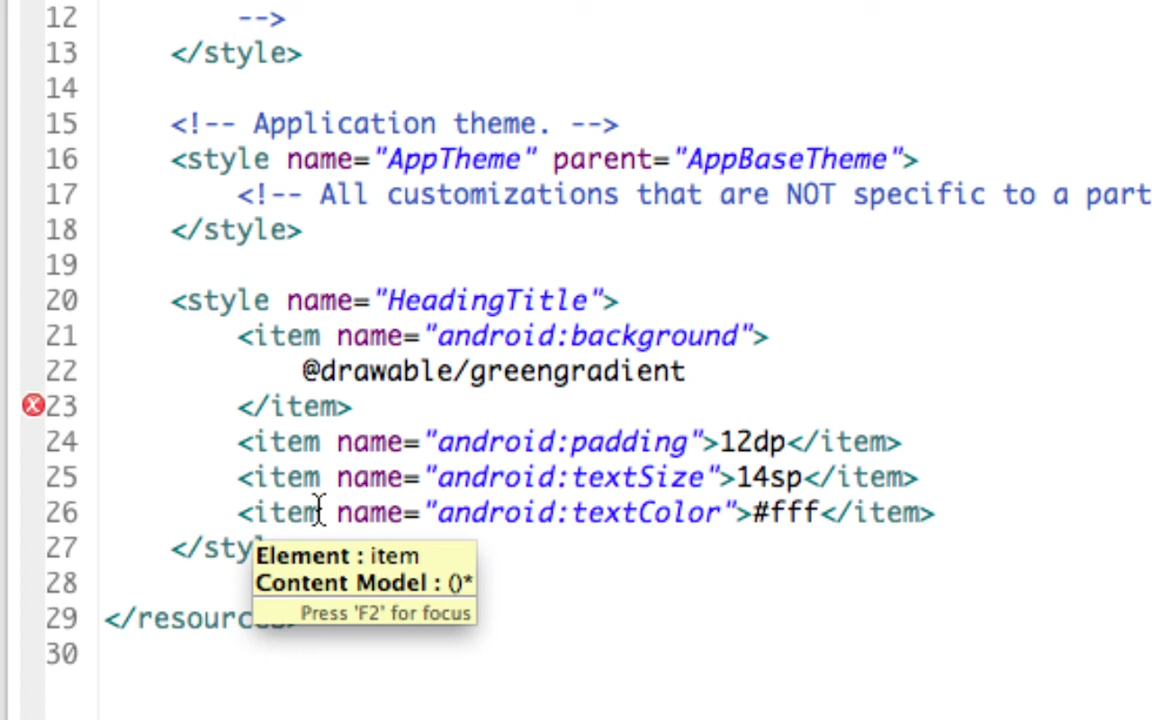 12 -->
13 </style>
14
15 <!-- Application theme. -->
16 <style name="AppTheme" parent="AppBaseTheme">
17 <!-- All customizations that are NOT specific to a part
18 </style>
19
20 <style name="HeadingTitle">
21 <item name="android:background">
22 @drawable/greengradient
23 </item>
24 <item name="android:padding">12dp</item>
25 <item name="android:textSize">14sp</item>
26 <item name="android:textColor">#fff</item>
27 </sty
Element : item
28
Content Model : ()*
Press 'F2' for focus
29 </resourc
30